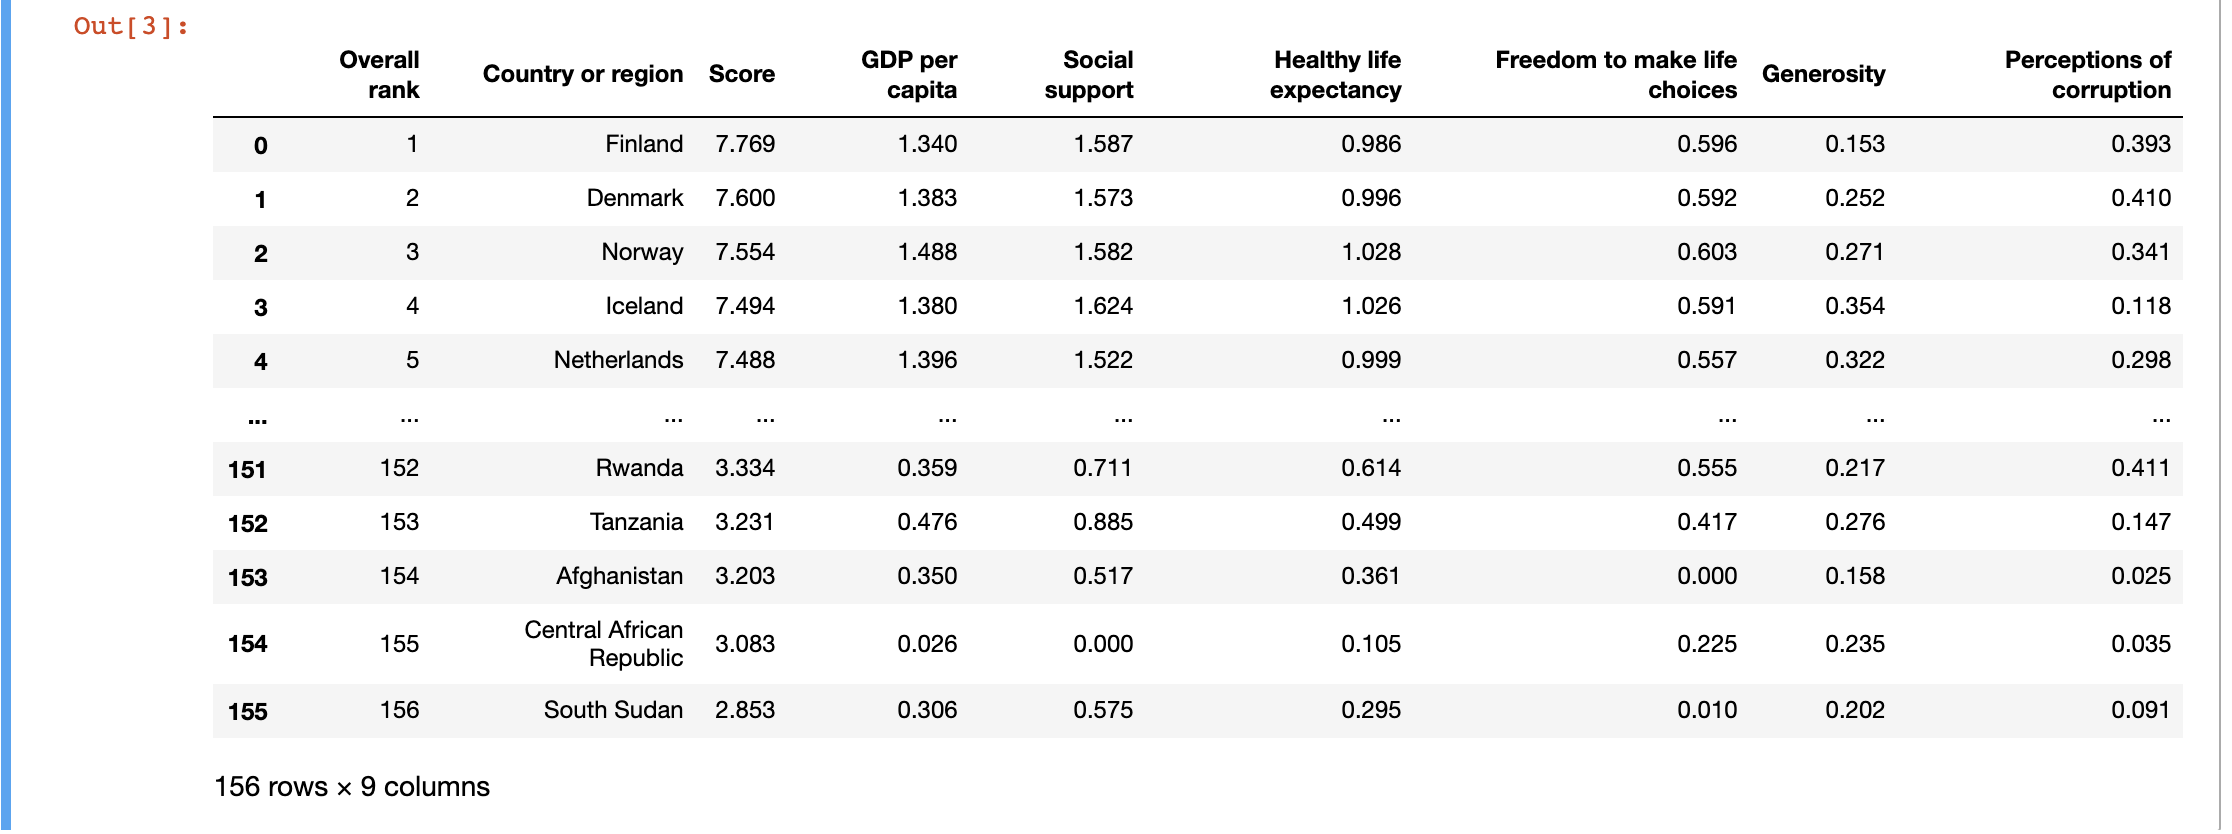 Out[3]:
Overall rank Country or region Score GDP per capita Social support Healthy life expectancy Freedom to make life choices Generosity Perceptions of corruption
0 1 Finland 7.769 1.340 1.587 0.986 0.596 0.153 0.393
1 2 Denmark 7.600 1.383 1.573 0.996 0.592 0.252 0.410
2 3 Norway 7.554 1.488 1.582 1.028 0.603 0.271 0.341
3 4 Iceland 7.494 1.380 1.624 1.026 0.591 0.354 0.118
4 5 Netherlands 7.488 1.396 1.522 0.999 0.557 0.322 0.298
... ... ... ... ... ... ... ... ... ...
151 152 Rwanda 3.334 0.359 0.711 0.614 0.555 0.217 0.411
152 153 Tanzania 3.231 0.476 0.885 0.499 0.417 0.276 0.147
153 154 Afghanistan 3.203 0.350 0.517 0.361 0.000 0.158 0.025
154 155 Central African Republic 3.083 0.026 0.000 0.105 0.225 0.235 0.035
155 156 South Sudan 2.853 0.306 0.575 0.295 0.010 0.202 0.091
156 rows × 9 columns